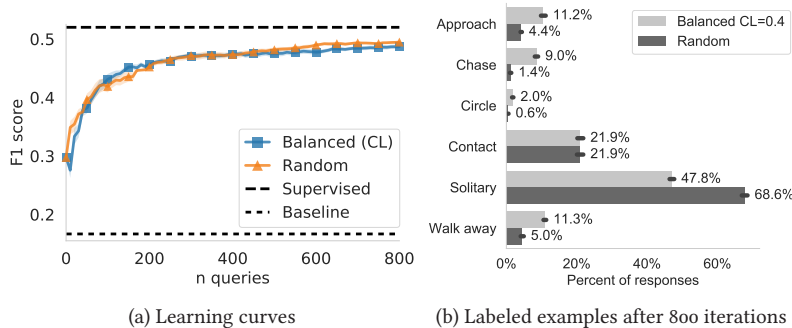 0.5
0.4
0.3
0.2
F1 score
Balanced (CL)
Random
Supervised
Baseline
0 200 400 600 800
n queries
(a) Learning curves
Approach
Chase
Circle
Contact
Solitary
Walk away
11.2%
4.4%
9.0%
1.4%
2.0%
0.6%
21.9%
21.9%
47.8%
68.6%
11.3%
5.0%
Balanced CL=0.4
Random
0% 20% 40% 60%
Percent of responses
(b) Labeled examples after 800 iterations